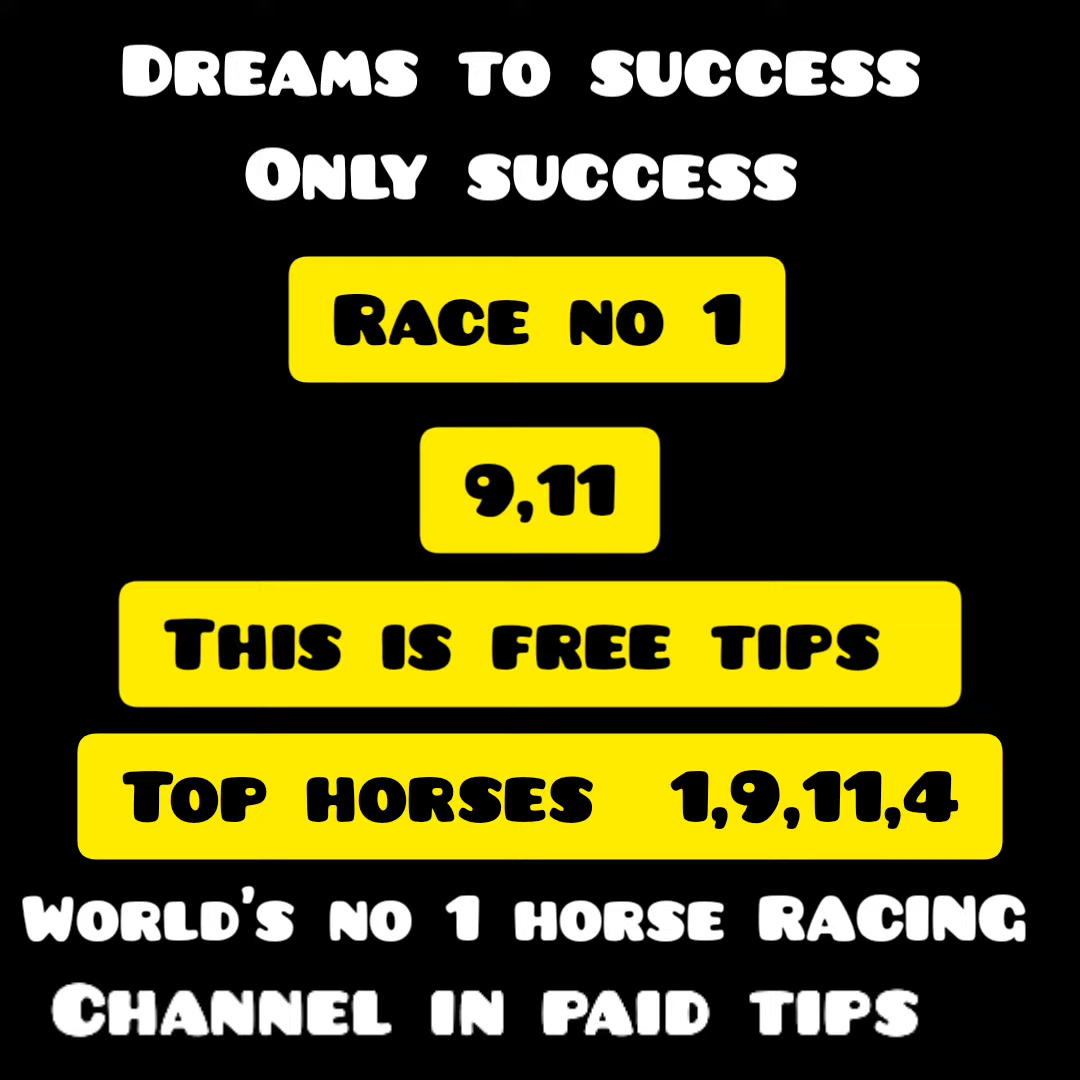 Dreams to success
Only success
Race no 1
9,11
This is free tips
Top horses 1,9,11,4
World's no 1 horse RACING
Channel in paid tips